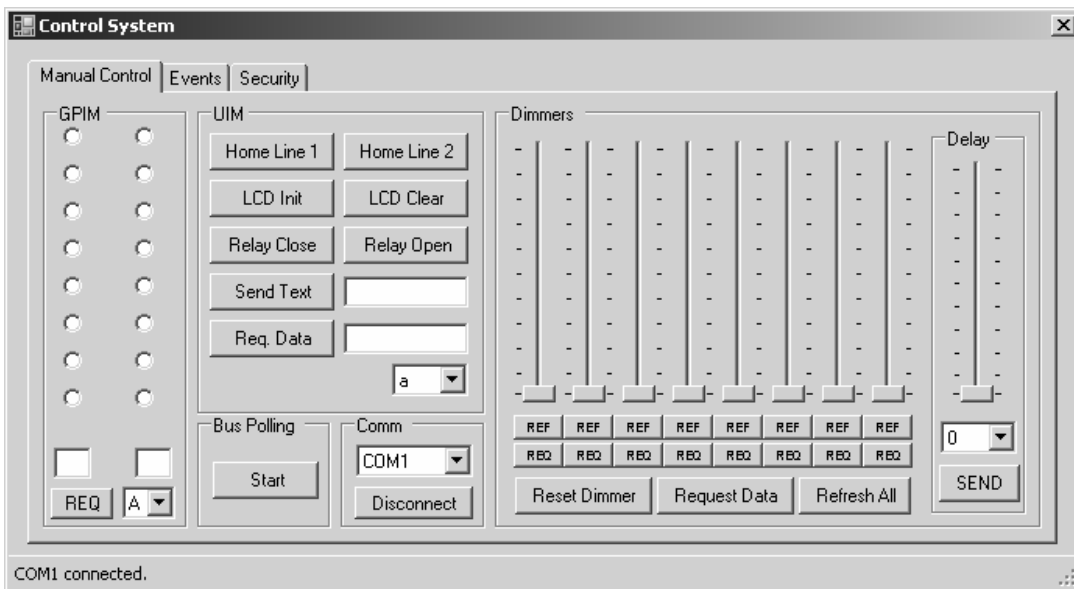 Control System
Manual Control Events Security
GPIM
REQ A
UIM
Home Line 1 Home Line 2
LCD Init LCD Clear
Relay Close Relay Open
Send Text
Req. Data
a
Bus Polling
Start
Comm
COM1
Disconnect
Dimmers
REF REF REF REF REF REF REF REF
REQ REQ REQ REQ REQ REQ REQ REQ
Reset Dimmer Request Data Refresh All
Delay
0
SEND
COM1 connected.